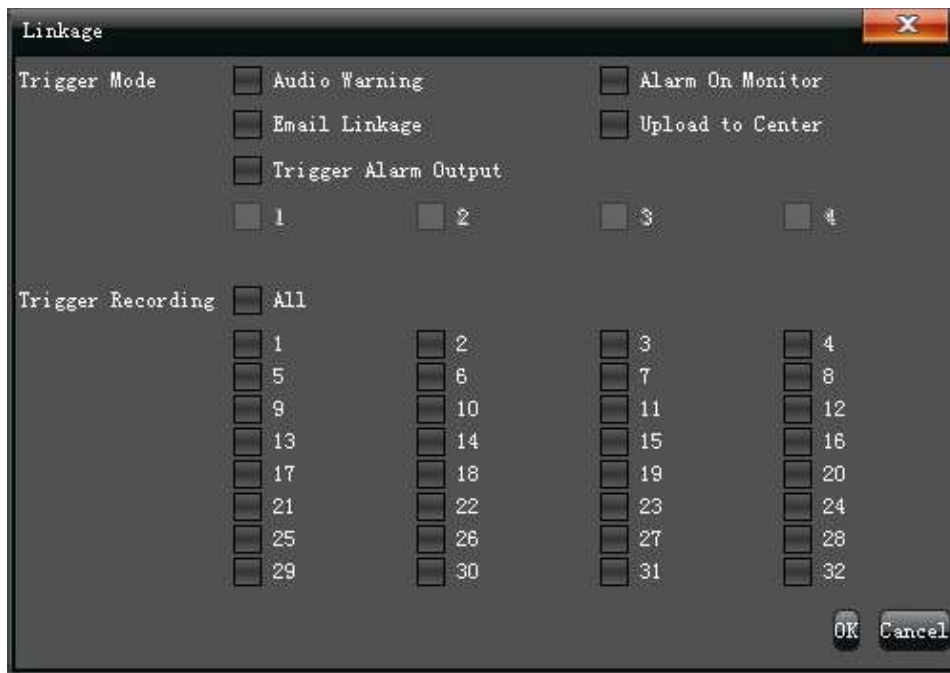 Linkage
Trigger Mode Audio Warning Alarm On Monitor
Email Linkage Upload to Center
Trigger Alarm Output
1 2 3 4
Trigger Recording All
1 2 3 4
5 6 7 8
9 10 11 12
13 14 15 16
17 18 19 20
21 22 23 24
25 26 27 28
29 30 31 32
OK Cancel